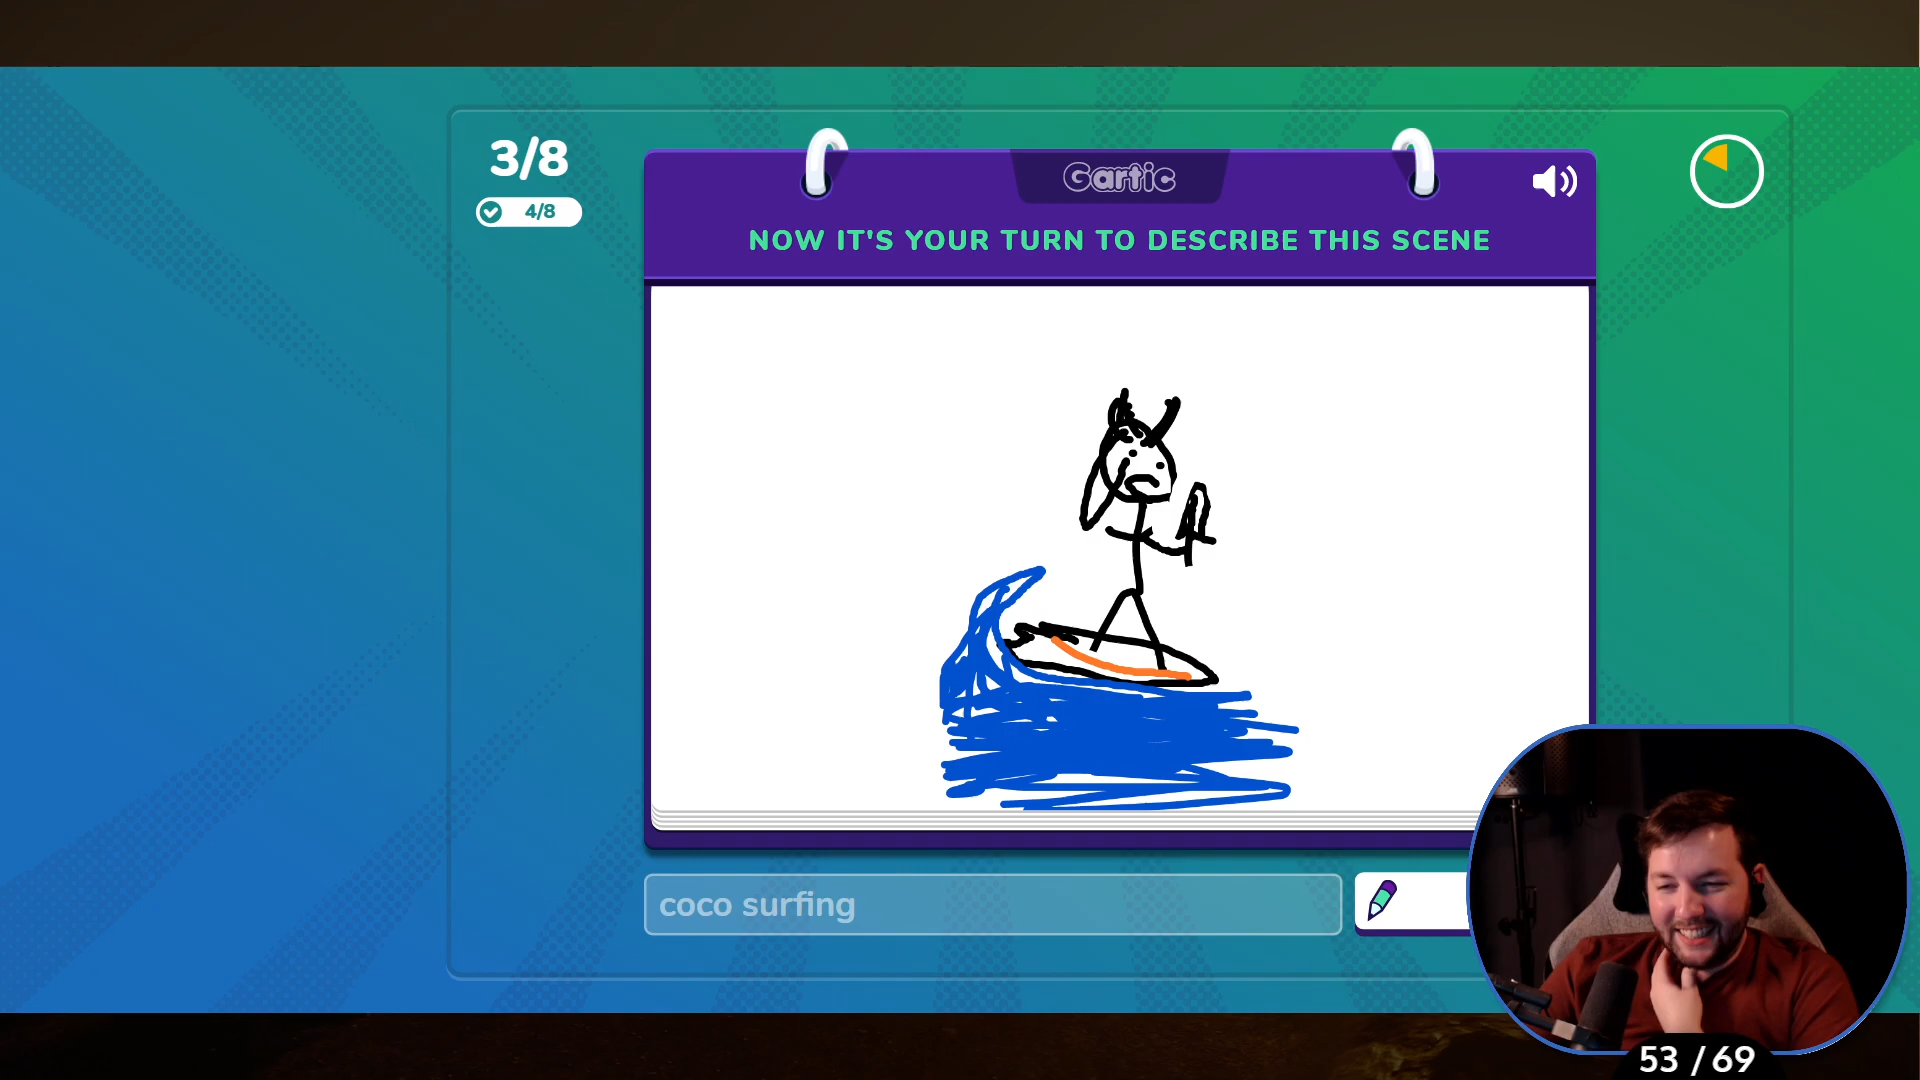 3/8
4/8
Gartic
NOW IT'S YOUR TURN TO DESCRIBE THIS SCENE
coco surfing
53 / 69